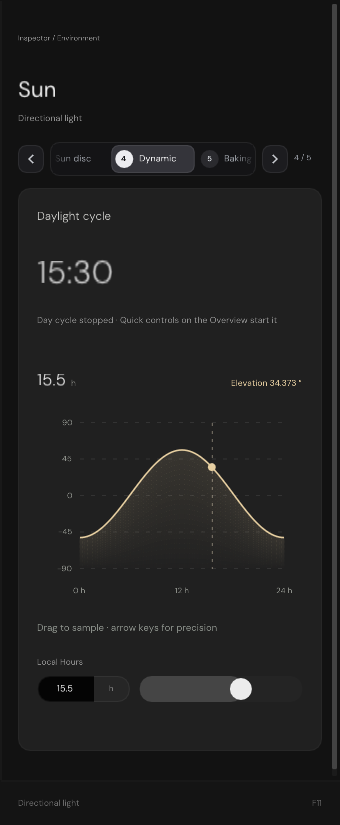 Inspector / Environment
Sun
Directional light
Sun disc 4 Dynamic 5 Baking 4 / 5
Daylight cycle
15:30
Day cycle stopped · Quick controls on the Overview start it
15.5 h Elevation 34.373 °
90
45
0
-45
-90
0 h 12 h 24 h
Drag to sample · arrow keys for precision
Local Hours
15.5 h
Directional light F11